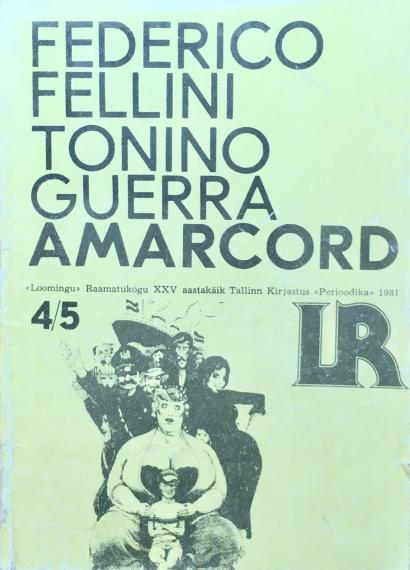 FEDERICO
FELLINI
TONINO
GUERRA
AMARCORD
«Loomingu» Raamatukogu XXV aastakäik Tallinn Kirjastus «Perioodika» 1981
4/5
LR